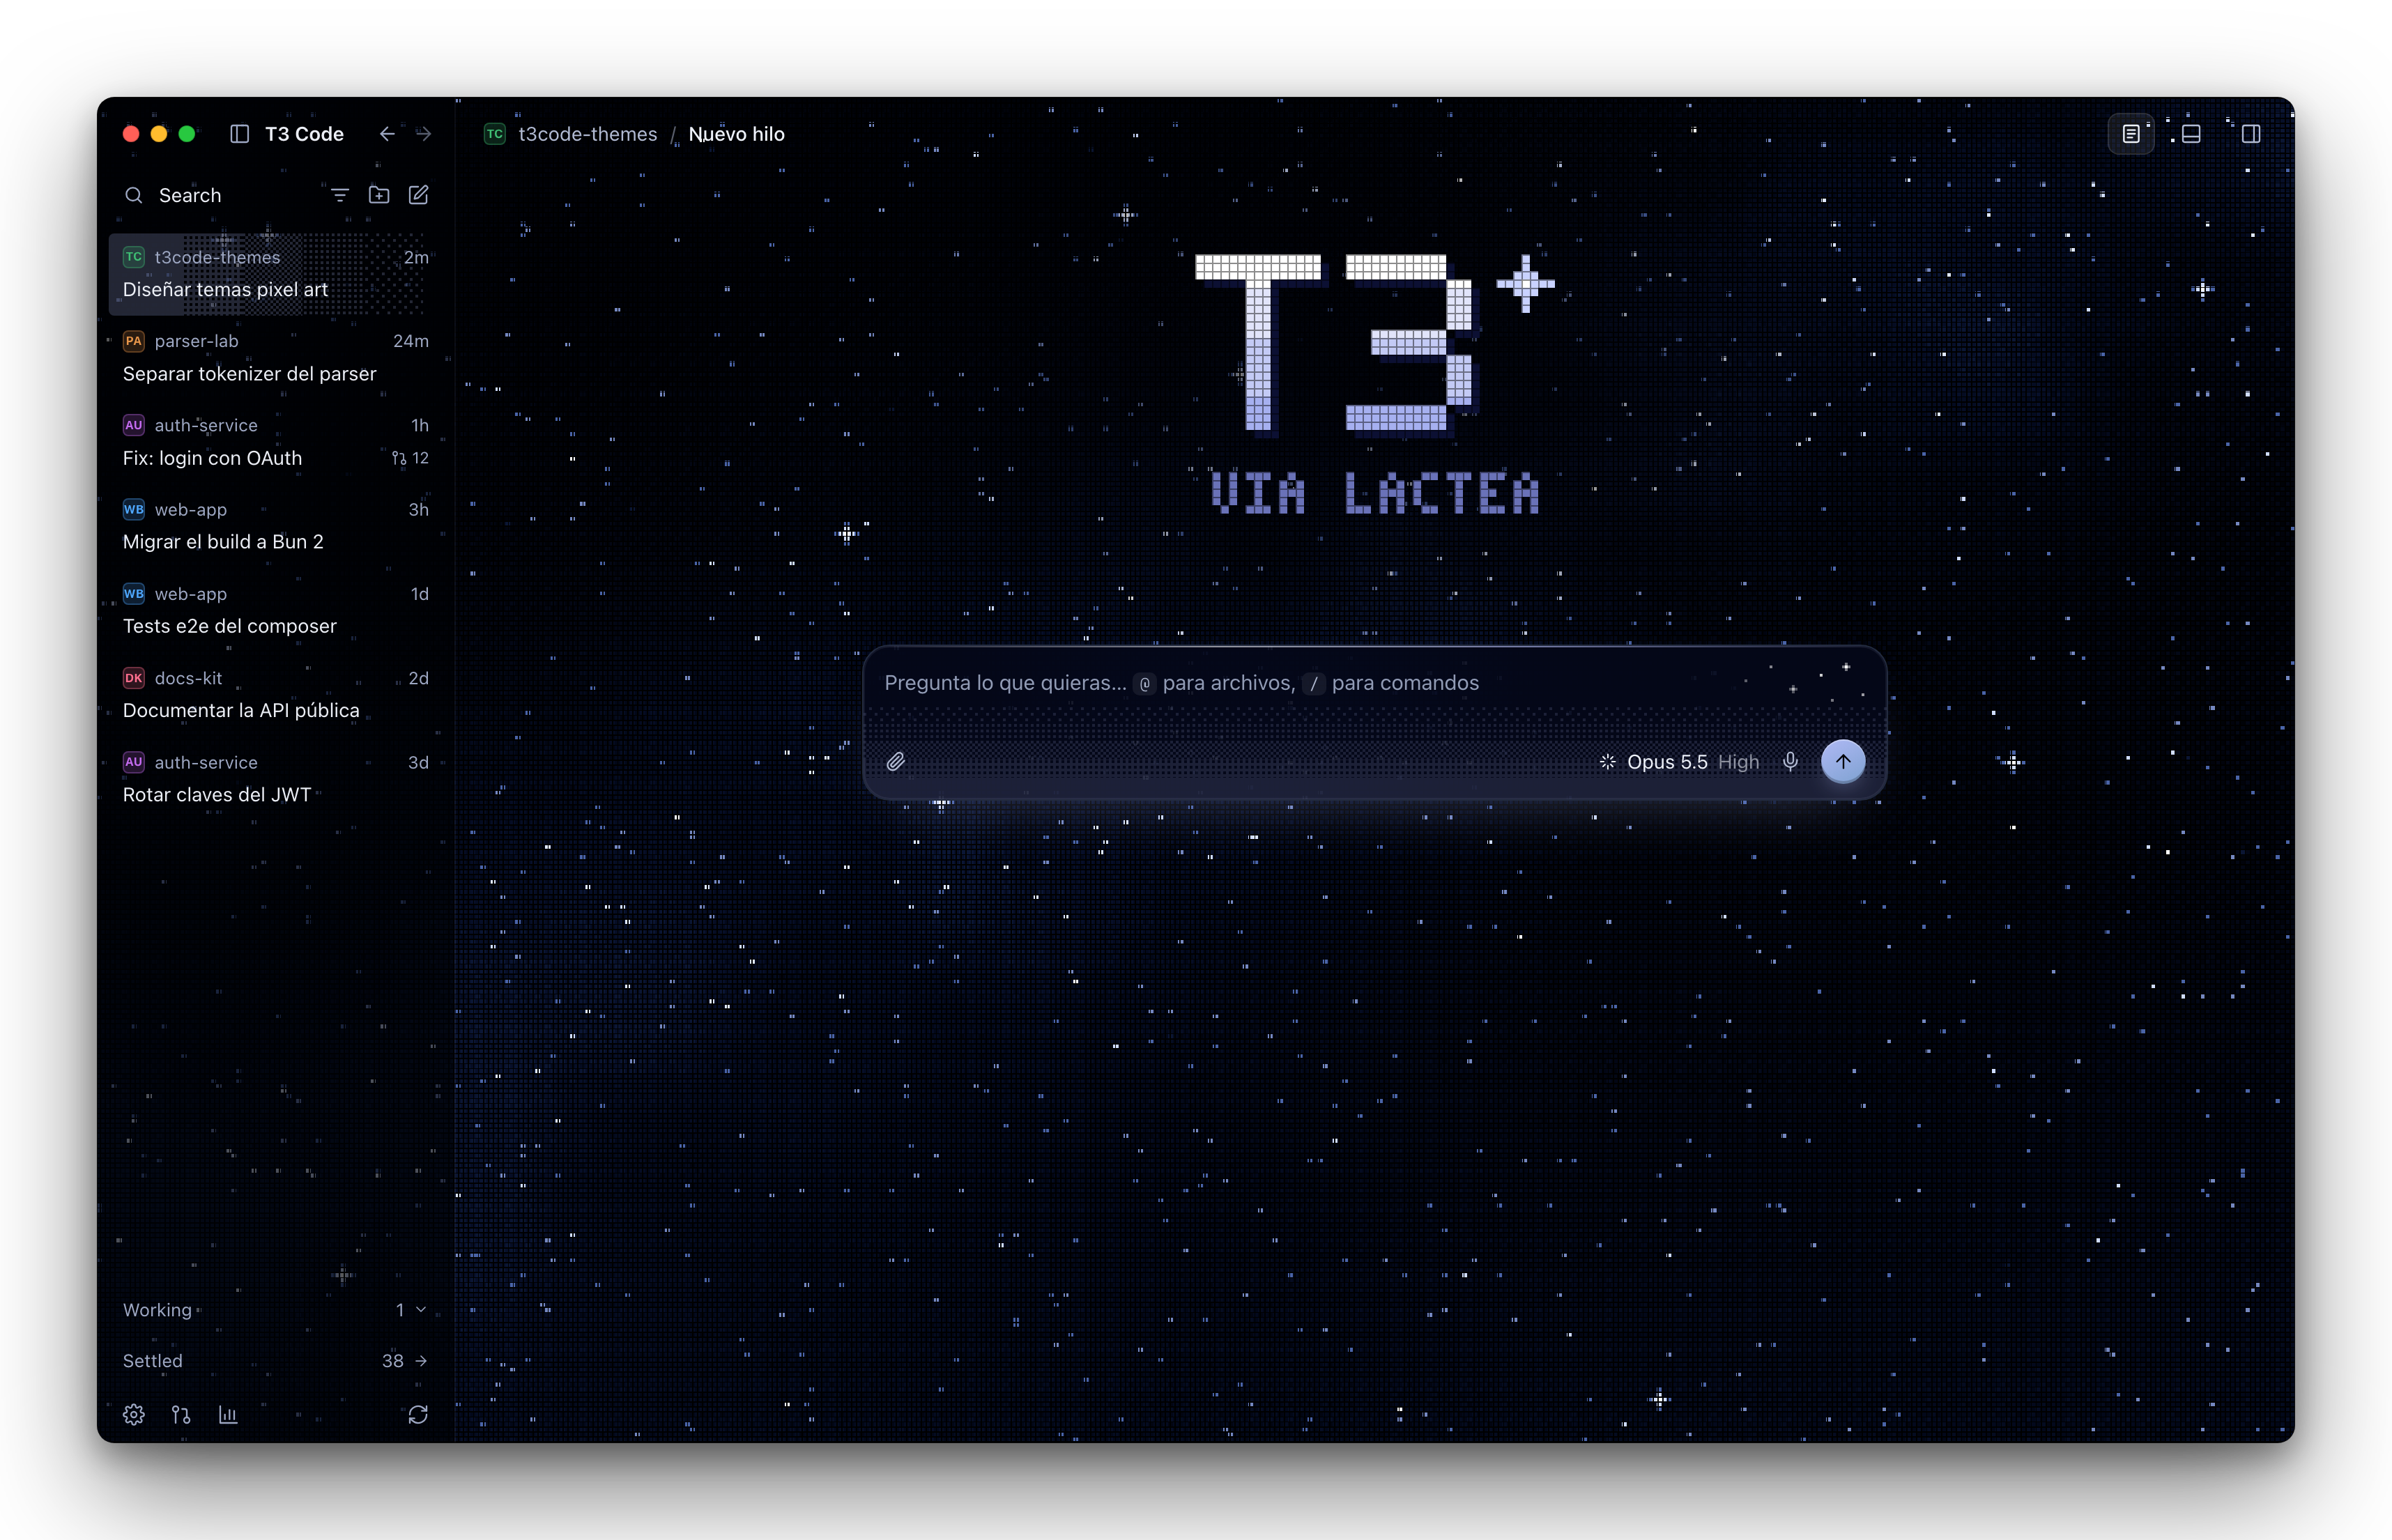 T3 Code
TC t3code-themes / Nuevo hilo
Search
TC t3code-themes 2m
Diseñar temas pixel art
PA parser-lab 24m
Separar tokenizer del parser
AU auth-service 1h
Fix: login con OAuth 12
WB web-app 3h
Migrar el build a Bun 2
WB web-app 1d
Tests e2e del composer
DK docs-kit 2d
Documentar la API pública
AU auth-service 3d
Rotar claves del JWT
Working 1
Settled 38
T3
VIA LACTEA
Pregunta lo que quieras... @ para archivos, / para comandos
Opus 5.5 High